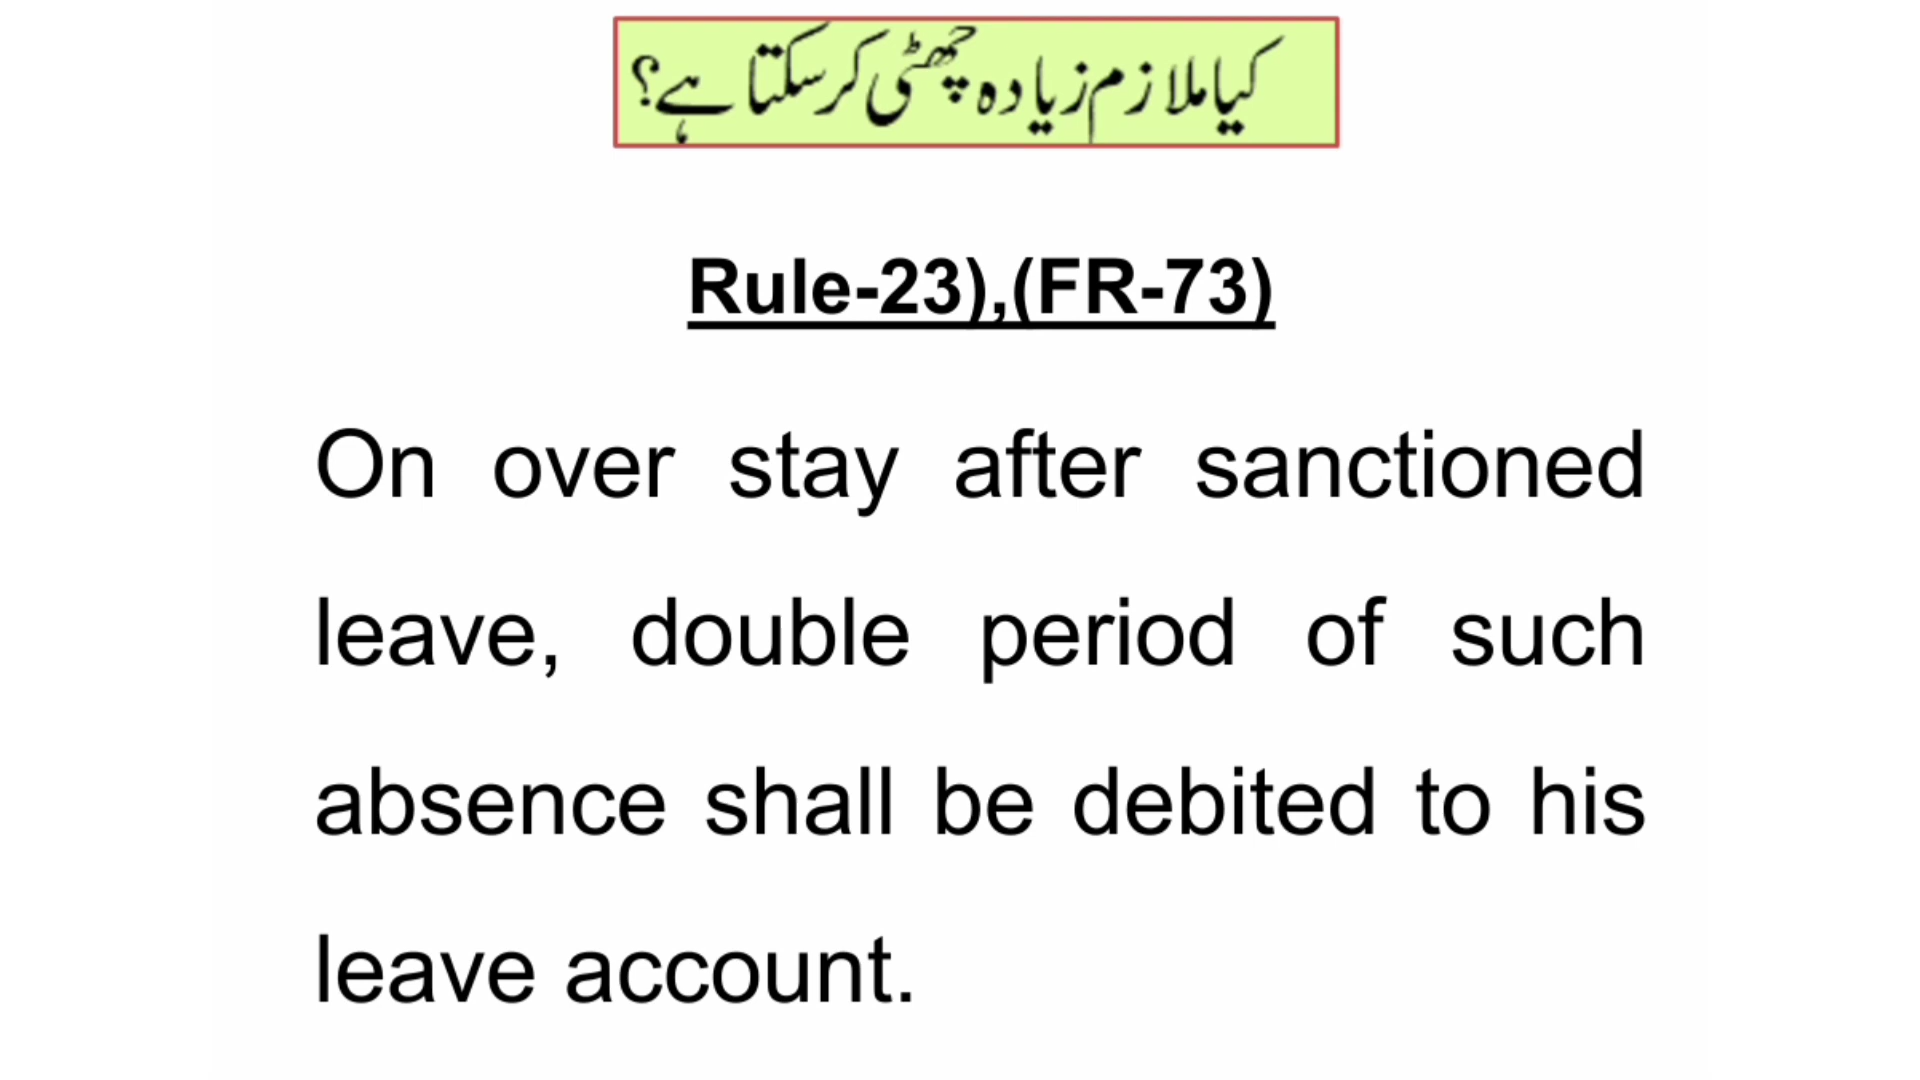 کیا ملازم زیادہ چھٹی کر سکتا ہے؟
Rule-23),(FR-73)
On over stay after sanctioned
leave, double period of such
absence shall be debited to his
leave account.